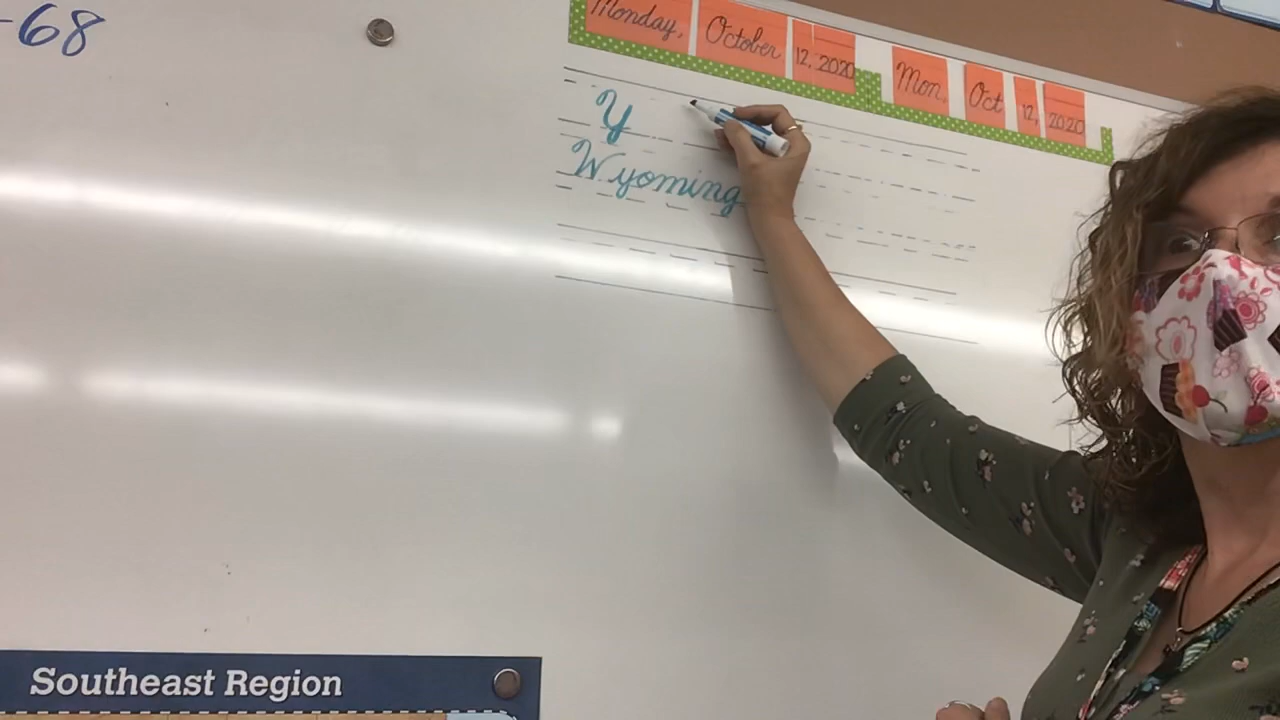 -68
Monday, October 12, 2020 Mon, Oct 12, 2020
Y
Wyoming
Southeast Region